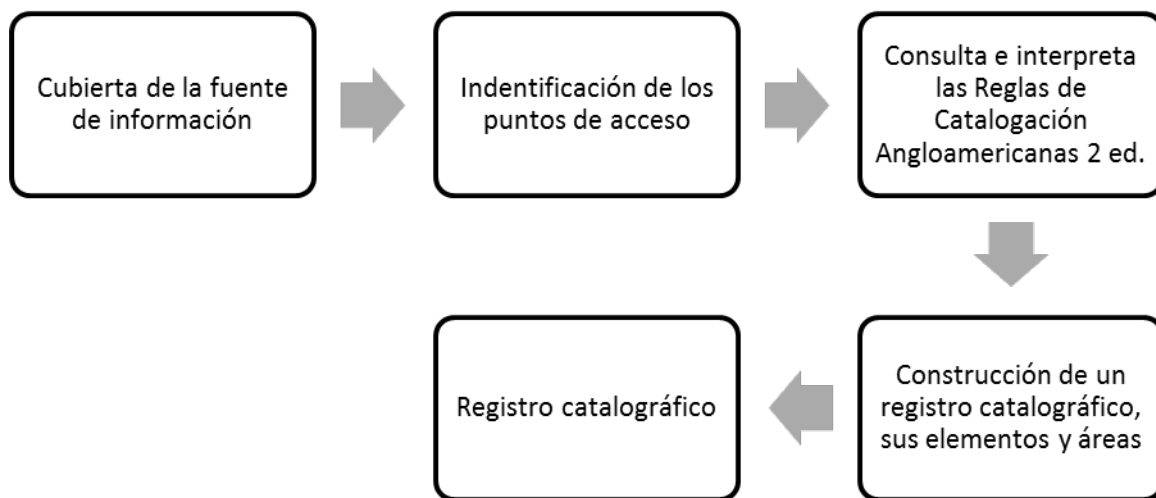 Cubierta de la fuente
de información
Indentificación de los
puntos de acceso
Consulta e interpreta
las Reglas de
Catalogación
Angloamericanas 2 ed.
Construcción de un
registro catalográfico,
sus elementos y áreas
Registro catalográfico